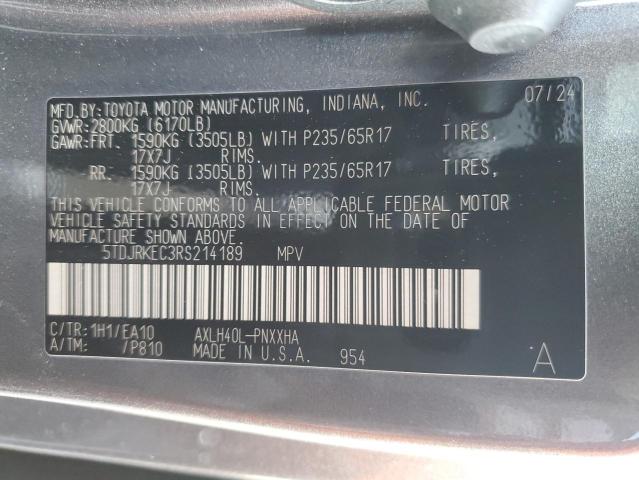 MFD.BY:TOYOTA MOTOR MANUFACTURING, INDIANA, INC. 07/24
GVWR:2800KG (6170LB)
GAWR:FRT. 1590KG (3505LB) WITH P235/65R17 TIRES,
17X7J RIMS.
RR. 1590KG (3505LB) WITH P235/65R17 TIRES,
17X7J RIMS.
THIS VEHICLE CONFORMS TO ALL APPLICABLE FEDERAL MOTOR
VEHICLE SAFETY STANDARDS IN EFFECT ON THE DATE OF
MANUFACTURE SHOWN ABOVE.
5TDJRKEC3RS214189 MPV
C/TR:1H1/EA10 AXLH40L-PNXXHA
A/TM: /P810 MADE IN U.S.A. 954 A